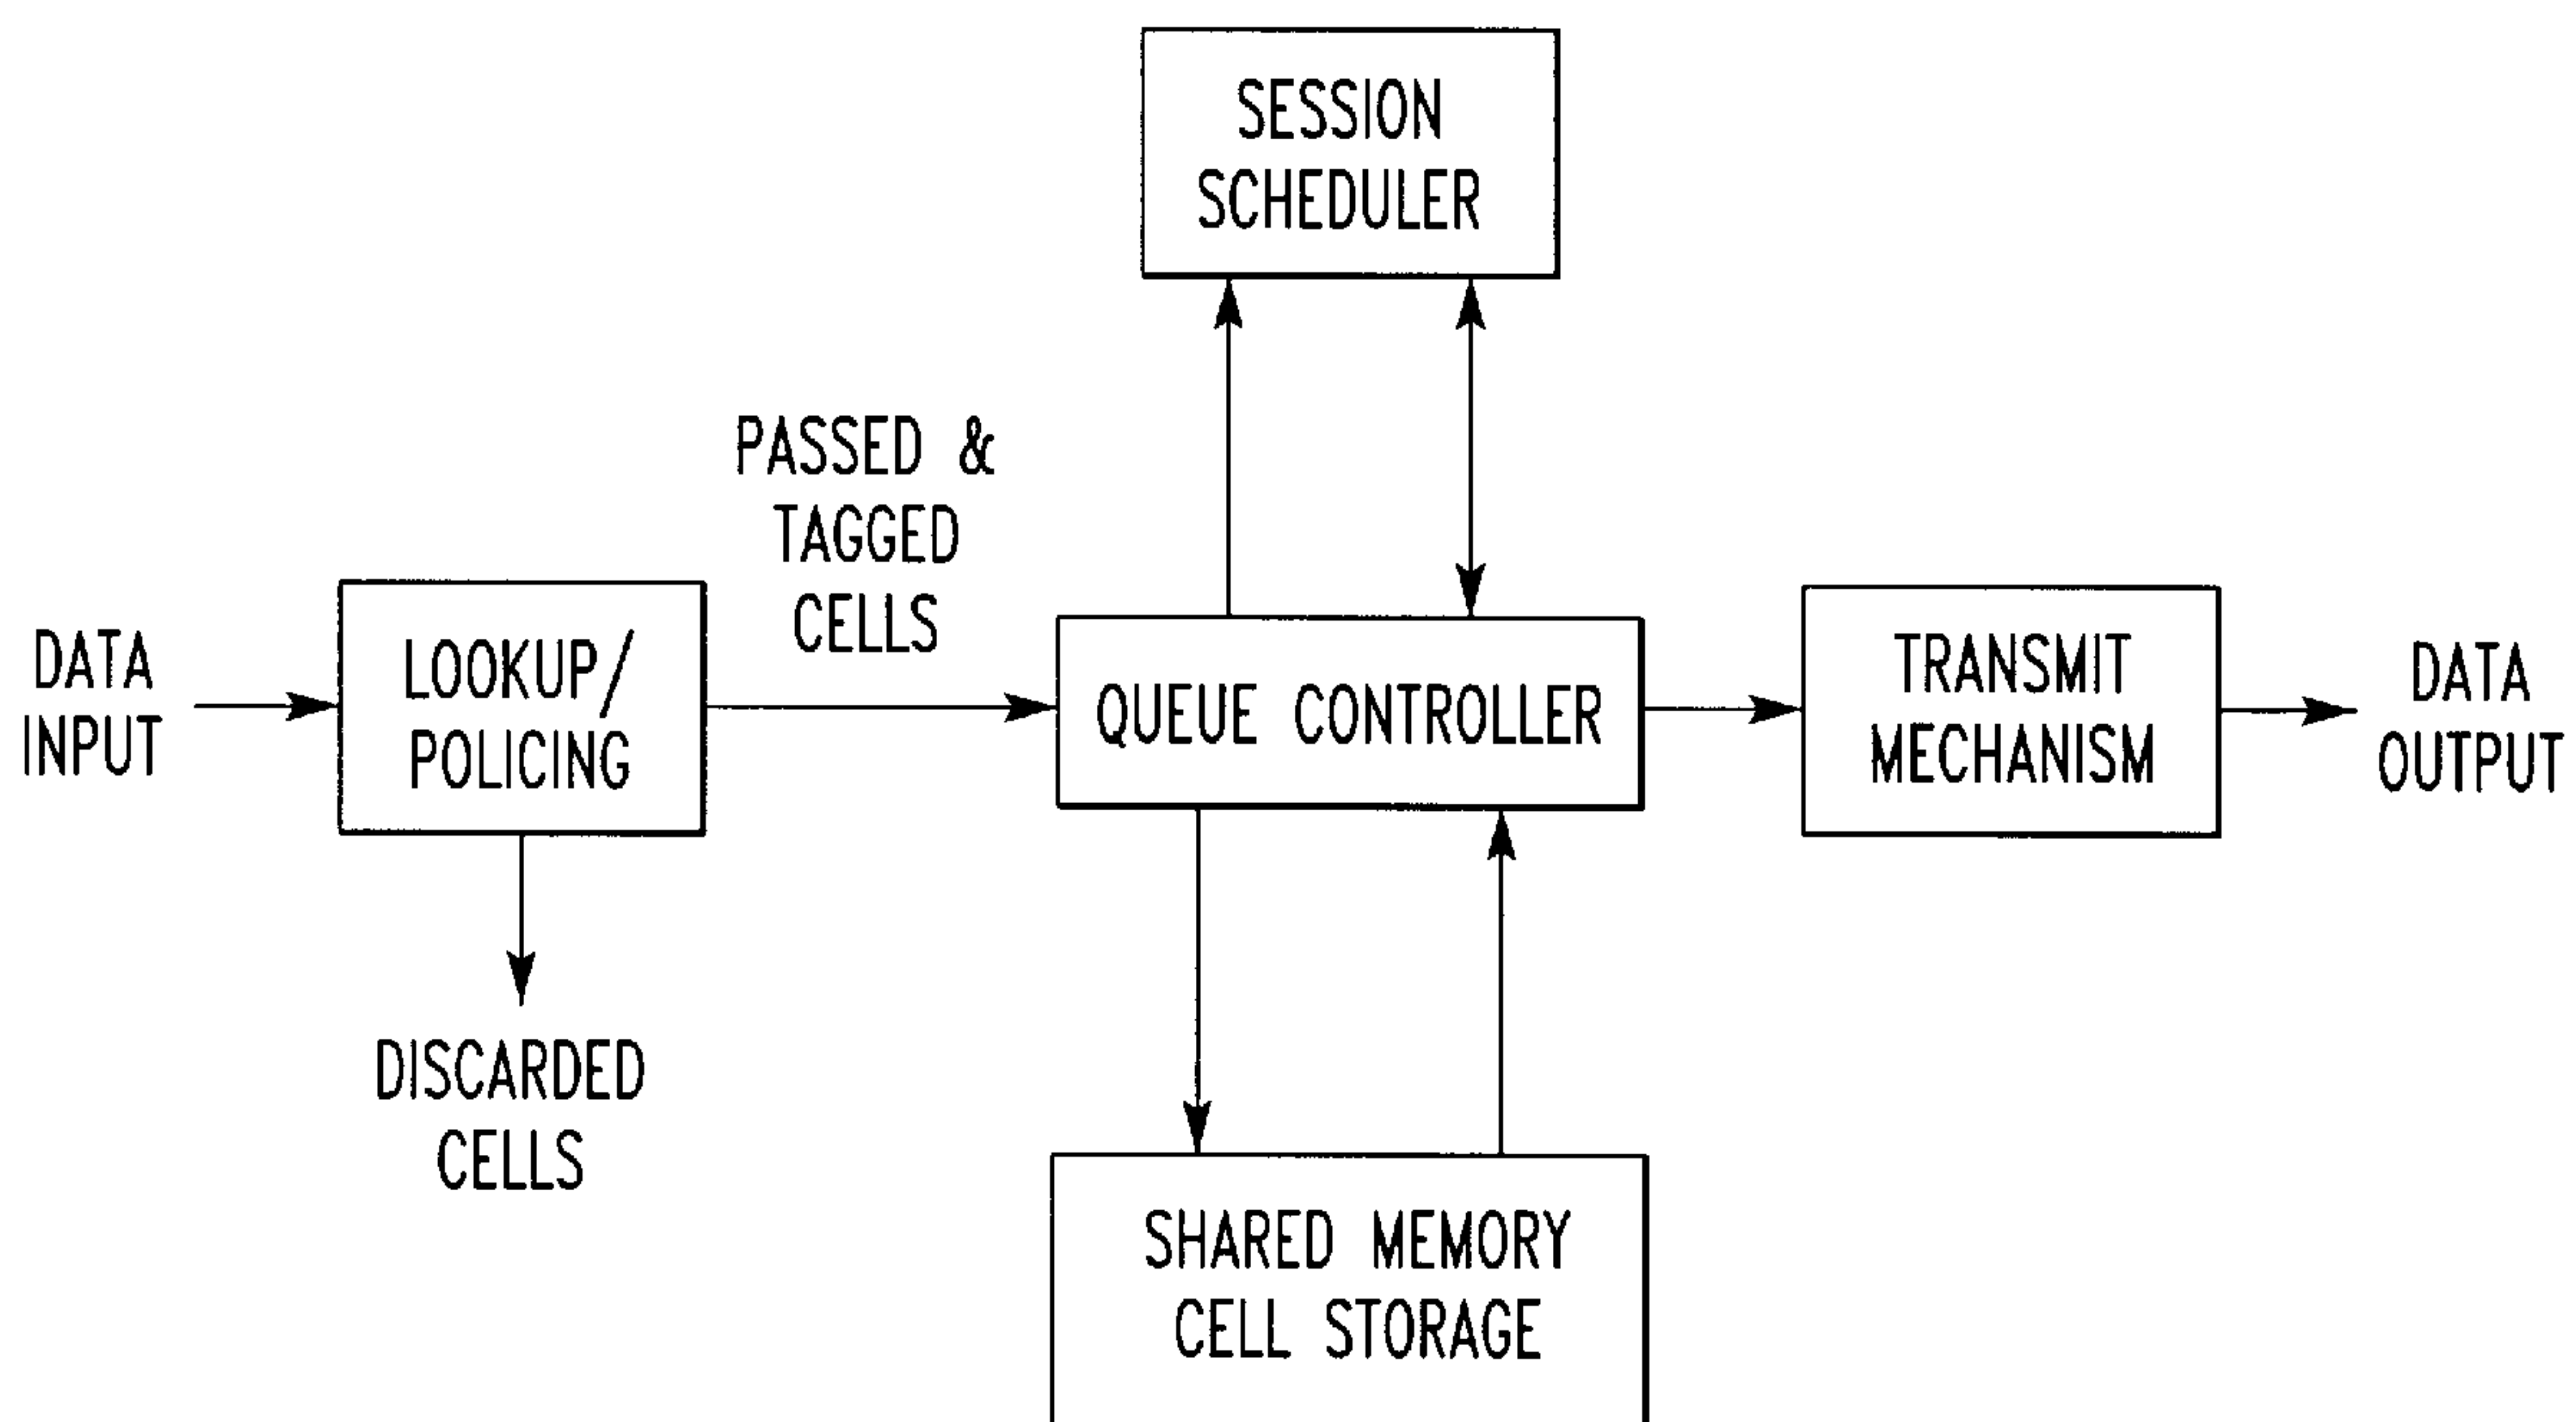 SESSION
SCHEDULER
PASSED &
TAGGED
CELLS
DATA
INPUT
LOOKUP/
POLICING
QUEUE CONTROLLER
TRANSMIT
MECHANISM
DATA
OUTPUT
DISCARDED
CELLS
SHARED MEMORY
CELL STORAGE